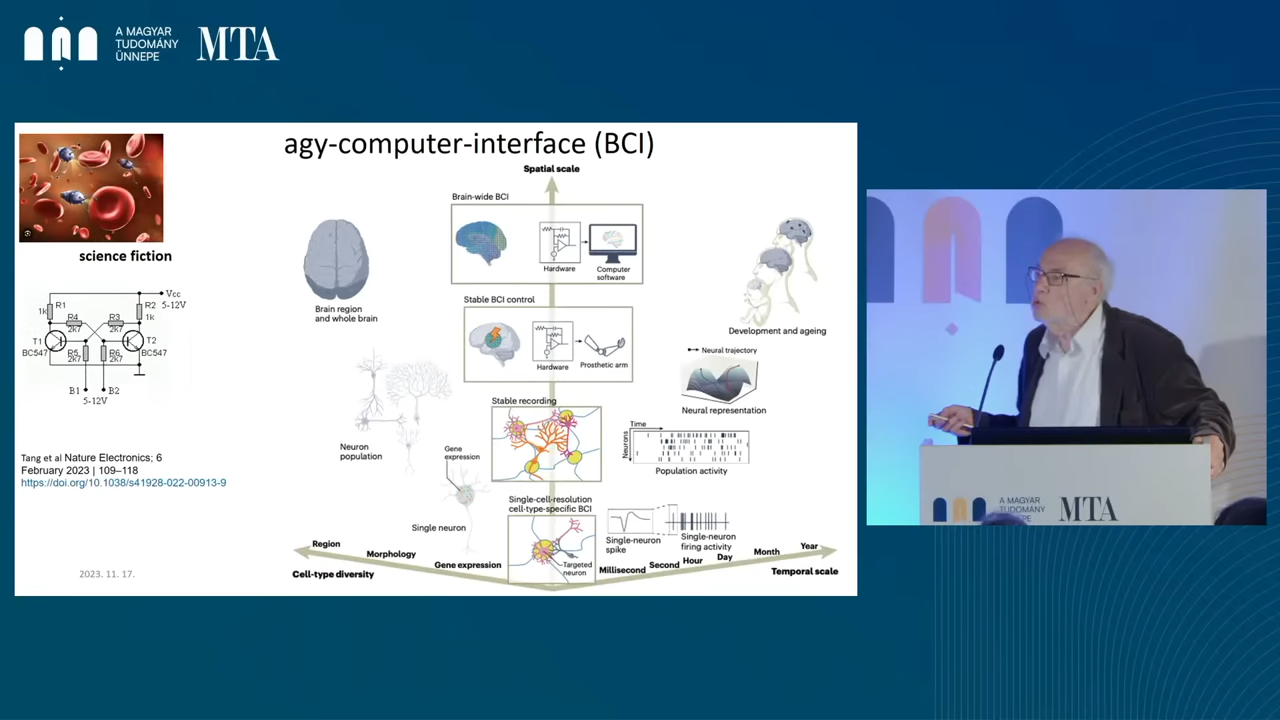 A MAGYAR
TUDOMÁNY
ÜNNEPE
MTA
agy-computer-interface (BCI)
science fiction
Vcc
5-12V
R1
1k
R2
1k
R4
2k7
R3
2k7
T1
BC547
T2
BC547
R5
2k7
R6
2k7
B1
B2
5-12V
Tang et al Nature Electronics; 6
February 2023 | 109–118
https://doi.org/10.1038/s41928-022-00913-9
2023. 11. 17.
Spatial scale
Brain-wide BCI
Hardware
Computer
software
Stable BCI control
Hardware
Prosthetic arm
Stable recording
Single-cell-resolution
cell-type-specific BCI
Targeted
neuron
Brain region
and whole brain
Neuron
population
Gene
expression
Single neuron
Region
Morphology
Gene expression
Cell-type diversity
Development and ageing
Neural trajectory
Neural representation
Time
Neurons
Population activity
Single-neuron
spike
Single-neuron
firing activity
Millisecond
Second
Hour
Day
Month
Year
Temporal scale
A MAGYAR
TUDOMÁNY
ÜNNEPE
MTA